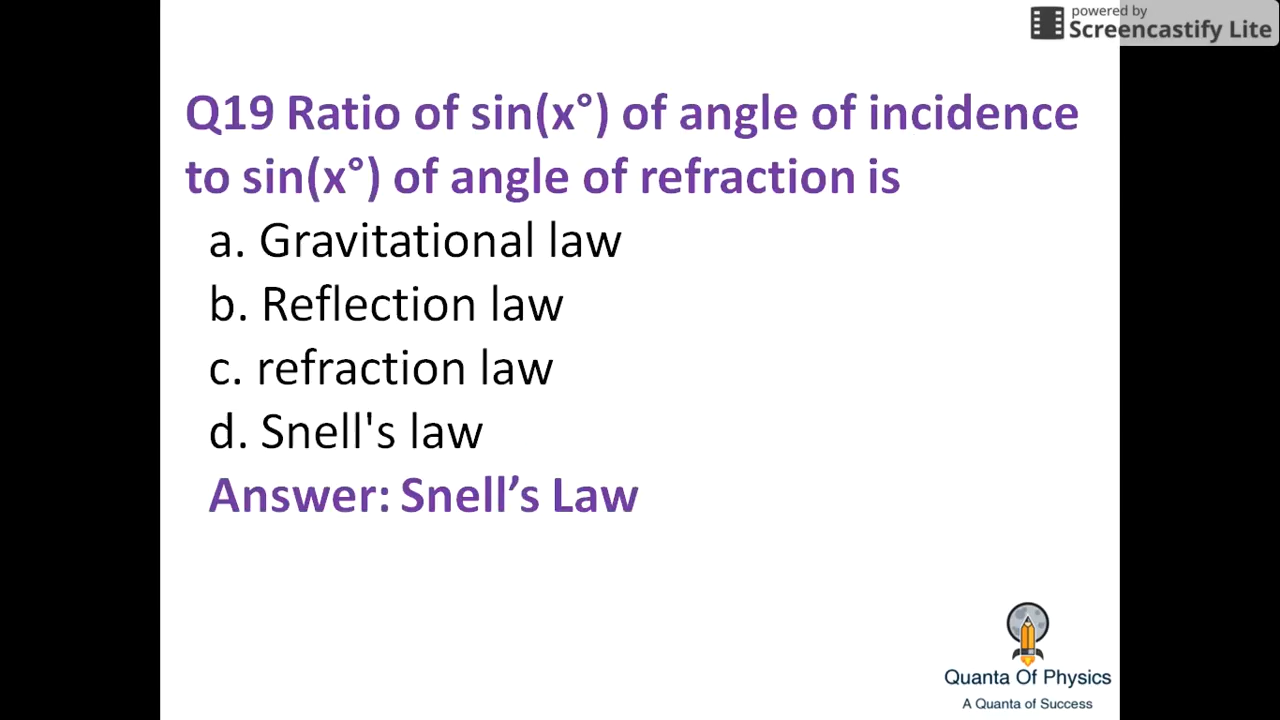 powered by
Screencastify Lite
Q19 Ratio of sin(x°) of angle of incidence
to sin(x°) of angle of refraction is
a. Gravitational law
b. Reflection law
c. refraction law
d. Snell's law
Answer: Snell’s Law
Quanta Of Physics
A Quanta of Success